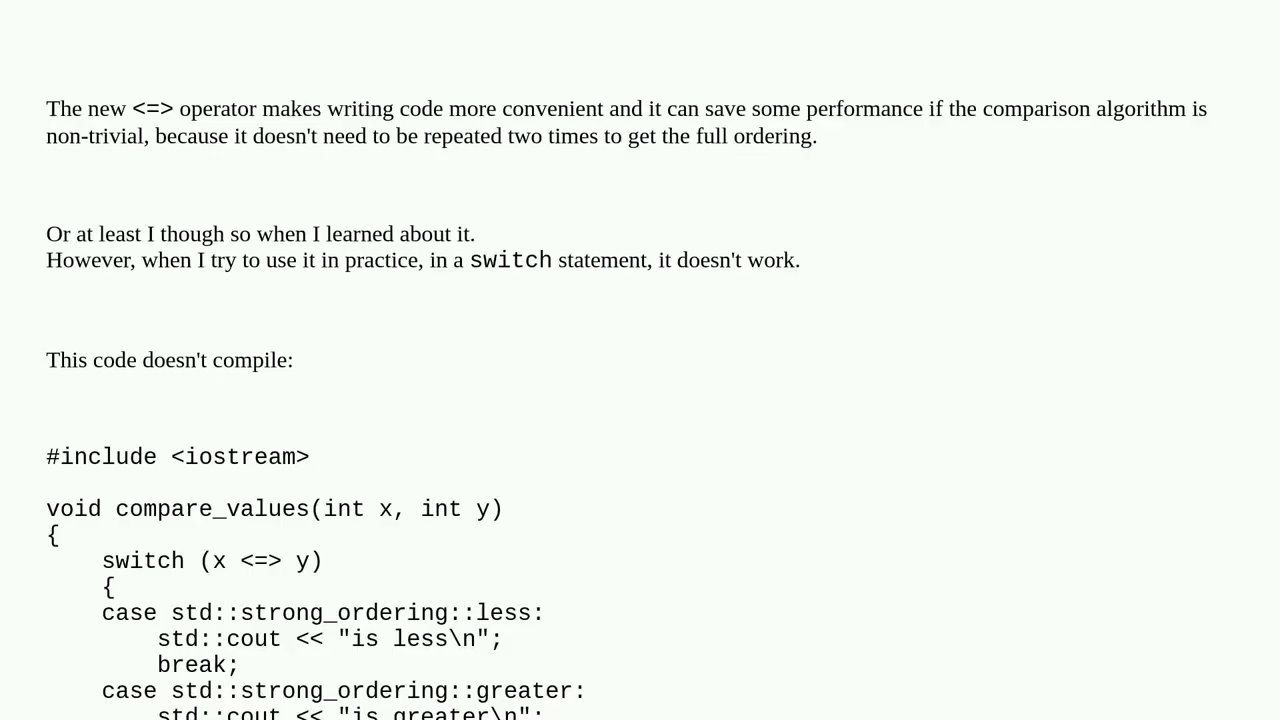 The new <=> operator makes writing code more convenient and it can save some performance if the comparison algorithm is
non-trivial, because it doesn't need to be repeated two times to get the full ordering.
Or at least I though so when I learned about it.
However, when I try to use it in practice, in a switch statement, it doesn't work.
This code doesn't compile:
#include <iostream>
void compare_values(int x, int y)
{
    switch (x <=> y)
    {
    case std::strong_ordering::less:
        std::cout << "is less\n";
        break;
    case std::strong_ordering::greater:
        std::cout << "is greater\n";